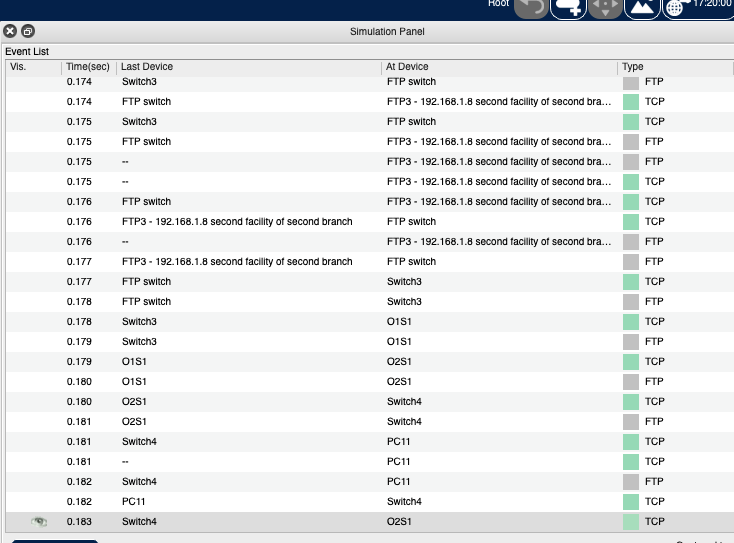 Root
17:20:00
Simulation Panel
Event List
Vis. Time(sec) Last Device At Device Type
0.174 Switch3 FTP switch FTP
0.174 FTP switch FTP3 - 192.168.1.8 second facility of second bra... TCP
0.175 Switch3 FTP switch TCP
0.175 FTP switch FTP3 - 192.168.1.8 second facility of second bra... FTP
0.175 -- FTP3 - 192.168.1.8 second facility of second bra... FTP
0.175 -- FTP3 - 192.168.1.8 second facility of second bra... TCP
0.176 FTP switch FTP3 - 192.168.1.8 second facility of second bra... TCP
0.176 FTP3 - 192.168.1.8 second facility of second branch FTP switch TCP
0.176 -- FTP3 - 192.168.1.8 second facility of second bra... FTP
0.177 FTP3 - 192.168.1.8 second facility of second branch FTP switch FTP
0.177 FTP switch Switch3 TCP
0.178 FTP switch Switch3 FTP
0.178 Switch3 O1S1 TCP
0.179 Switch3 O1S1 FTP
0.179 O1S1 O2S1 TCP
0.180 O1S1 O2S1 FTP
0.180 O2S1 Switch4 TCP
0.181 O2S1 Switch4 FTP
0.181 Switch4 PC11 TCP
0.181 -- PC11 TCP
0.182 Switch4 PC11 FTP
0.182 PC11 Switch4 TCP
0.183 Switch4 O2S1 TCP